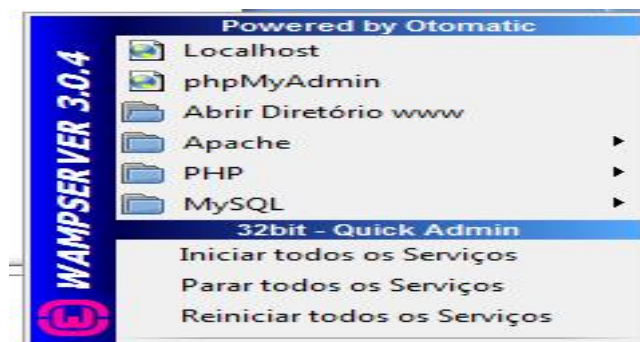 Powered by Otomatic
Localhost
phpMyAdmin
Abrir Diretório www
Apache
PHP
MySQL
32bit - Quick Admin
Iniciar todos os Serviços
Parar todos os Serviços
Reiniciar todos os Serviços
WAMPSERVER 3.0.4